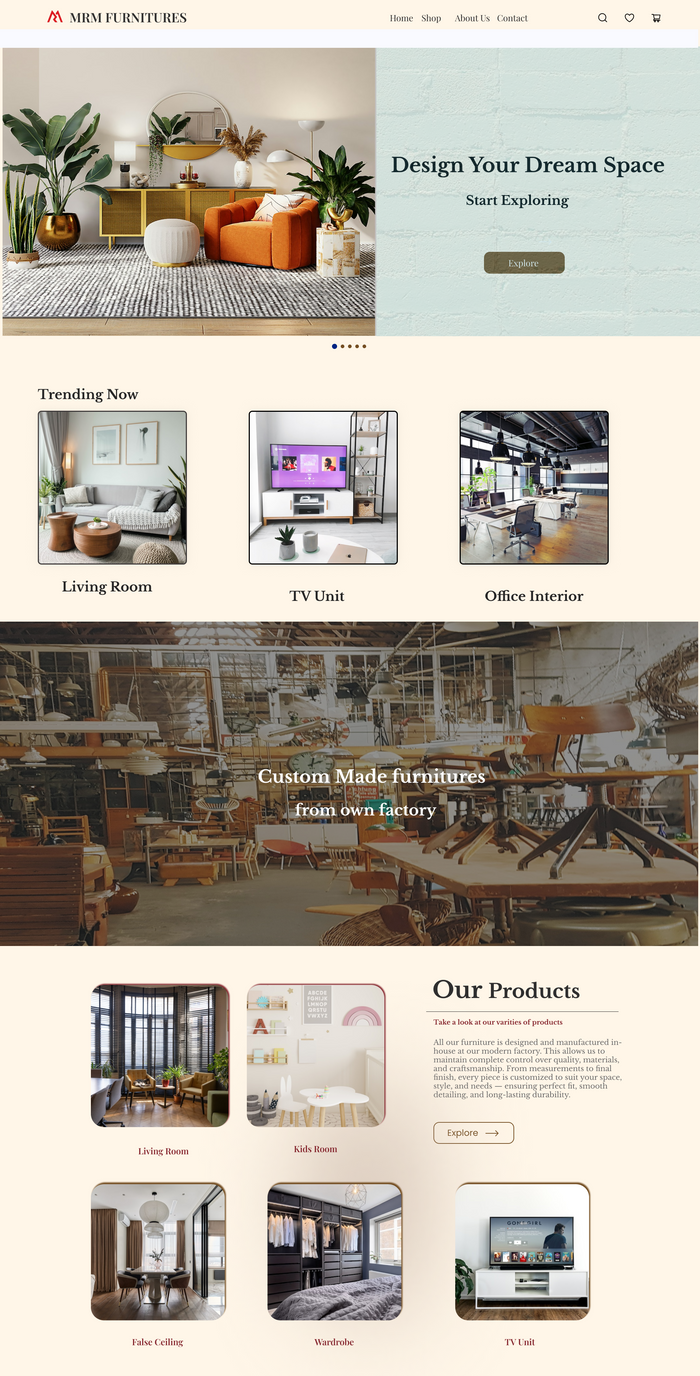 MRM FURNITURES
Home Shop About Us Contact
Design Your Dream Space
Start Exploring
Explore
Trending Now
Living Room
TV Unit
Office Interior
Custom Made furnitures
from own factory
Our Products
Take a look at our varities of products
All our furniture is designed and manufactured in-
house at our modern factory. This allows us to
maintain complete control over quality, materials,
and craftsmanship. From measurements to final
finish, every piece is customized to suit your space,
style, and needs — ensuring perfect fit, smooth
detailing, and long-lasting durability.
Explore
ABCDE
FGHIJK
LMNOP
QRSTU
VWXYZ
Living Room
Kids Room
False Ceiling
Wardrobe
TV Unit